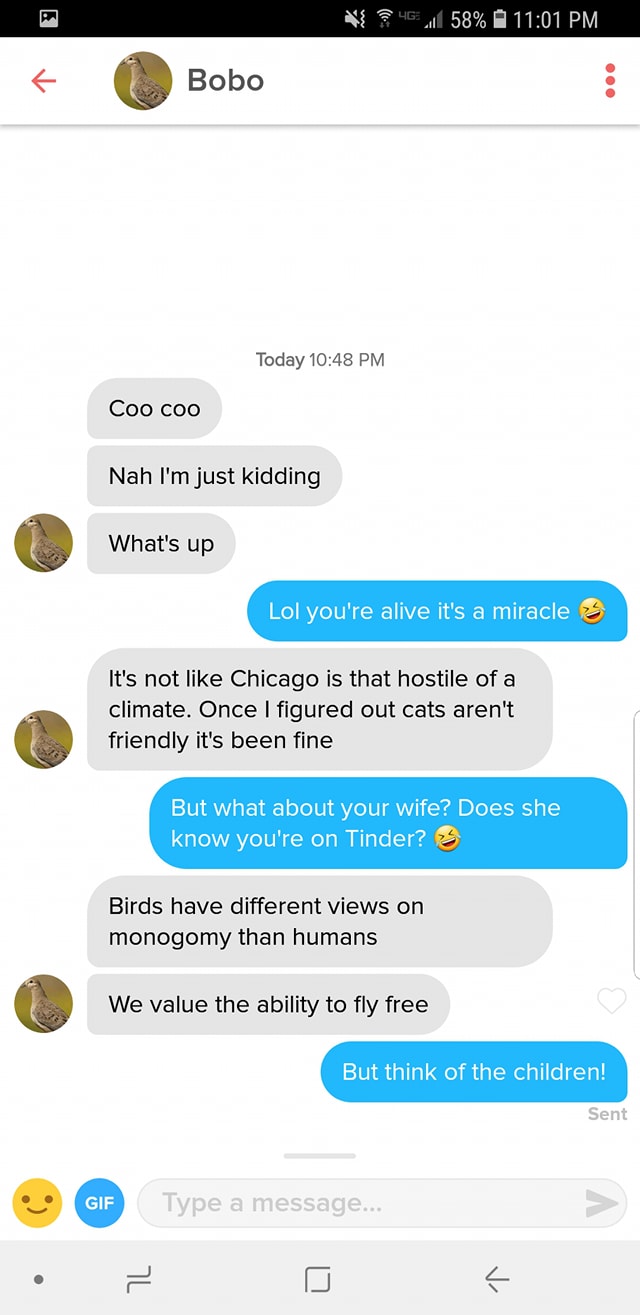 4G 58% 11:01 PM
Bobo
Today 10:48 PM
Coo coo
Nah I'm just kidding
What's up
Lol you're alive it's a miracle 🤣
It's not like Chicago is that hostile of a
climate. Once I figured out cats aren't
friendly it's been fine
But what about your wife? Does she
know you're on Tinder? 🤣
Birds have different views on
monogomy than humans
We value the ability to fly free
But think of the children!
Sent
GIF
Type a message...